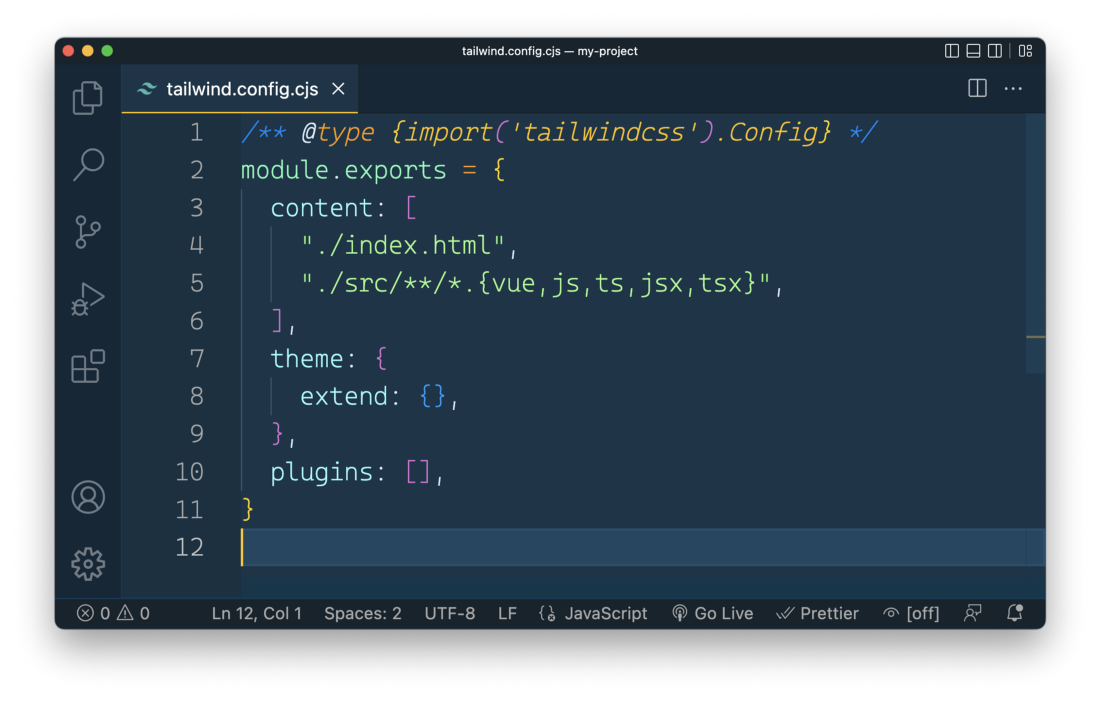 tailwind.config.cjs — my-project
tailwind.config.cjs
1 /** @type {import('tailwindcss').Config} */
2 module.exports = {
3   content: [
4     "./index.html",
5     "./src/**/*.{vue,js,ts,jsx,tsx}",
6   ],
7   theme: {
8     extend: {},
9   },
10   plugins: [],
11 }
12
0 0 Ln 12, Col 1 Spaces: 2 UTF-8 LF {} JavaScript Go Live Prettier [off]